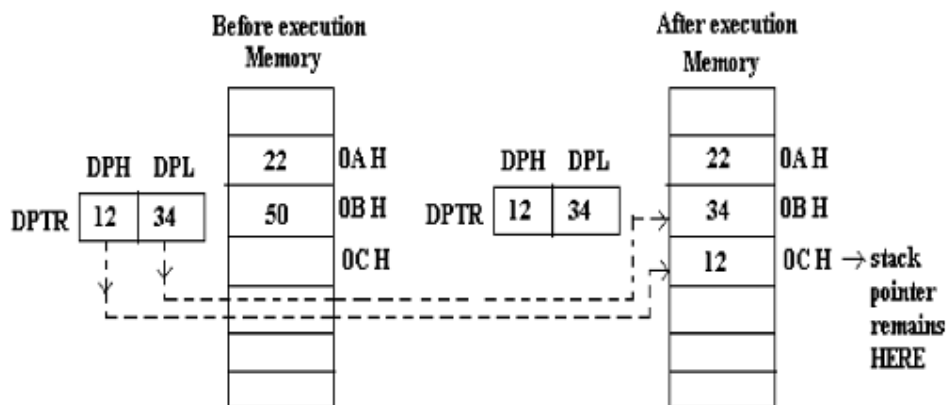 Before execution
Memory
After execution
Memory
DPH DPL
22 0A H
DPTR 12 34
50 0B H
0C H
DPH DPL
DPTR 12 34
22 0A H
34 0B H
12 0C H → stack
pointer
remains
HERE